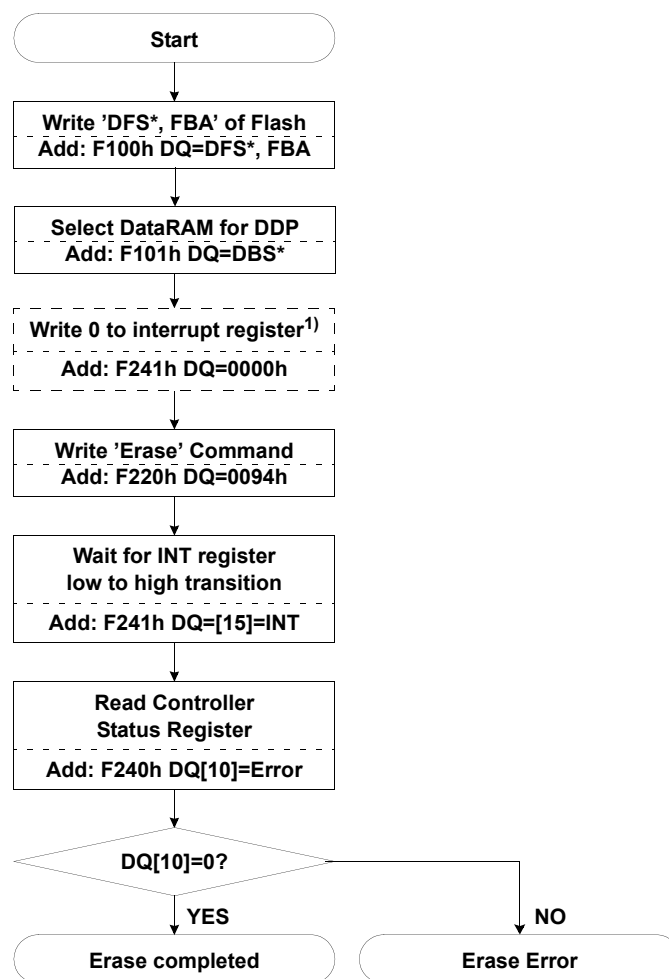 Start
Write ’DFS*, FBA’ of Flash
Add: F100h DQ=DFS*, FBA
Select DataRAM for DDP
Add: F101h DQ=DBS*
Write 0 to interrupt register1)
Add: F241h DQ=0000h
Write ’Erase’ Command
Add: F220h DQ=0094h
Wait for INT register
low to high transition
Add: F241h DQ=[15]=INT
Read Controller
Status Register
Add: F240h DQ[10]=Error
DQ[10]=0?
YES
NO
Erase completed
Erase Error